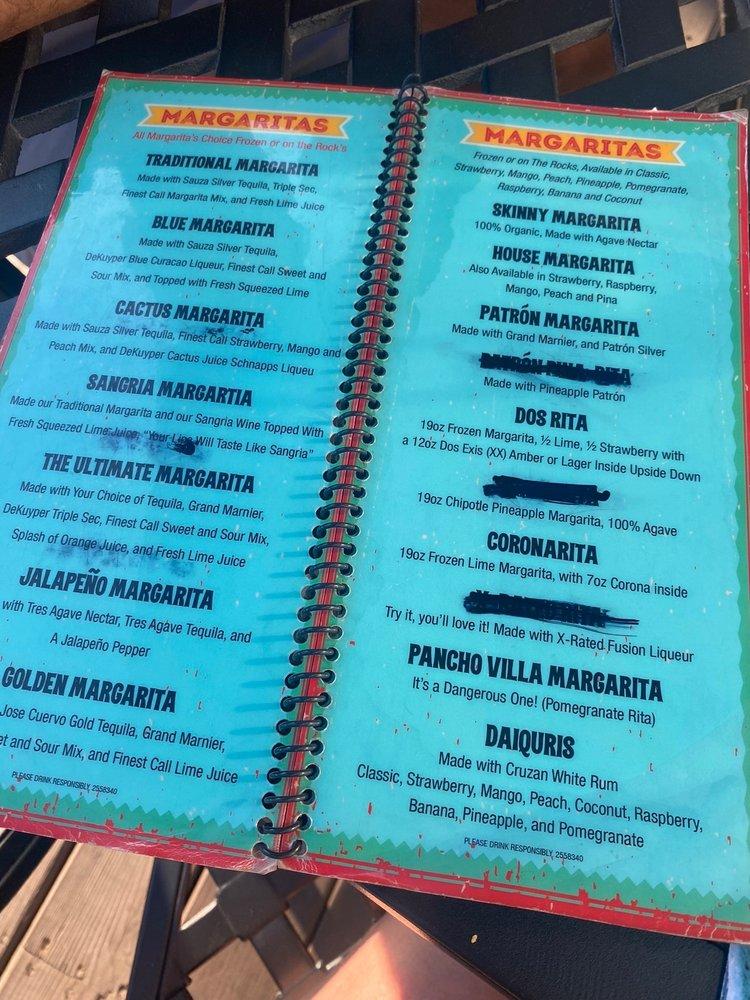 MARGARITAS
All Margarita's Choice Frozen or on the Rock's
TRADITIONAL MARGARITA
Made with Sauza Silver Tequila, Triple Sec,
Finest Call Margarita Mix, and Fresh Lime Juice
BLUE MARGARITA
Made with Sauza Silver Tequila,
DeKuyper Blue Curacao Liqueur, Finest Call Sweet and
Sour Mix, and Topped with Fresh Squeezed Lime
CACTUS MARGARITA
Made with Sauza Silver Tequila, Finest Call Strawberry, Mango and
Peach Mix, and DeKuyper Cactus Juice Schnapps Liqueu
SANGRIA MARGARTIA
Made our Traditional Margarita and our Sangria Wine Topped With
Fresh Squeezed Lime Juice, "Your Lips Will Taste Like Sangria"
THE ULTIMATE MARGARITA
Made with Your Choice of Tequila, Grand Marnier,
DeKuyper Triple Sec, Finest Call Sweet and Sour Mix,
Splash of Orange Juice, and Fresh Lime Juice
JALAPEÑO MARGARITA
with Tres Agave Nectar, Tres Agave Tequila, and
A Jalapeño Pepper
GOLDEN MARGARITA
Jose Cuervo Gold Tequila, Grand Marnier,
et and Sour Mix, and Finest Call Lime Juice
PLEASE DRINK RESPONSIBLY, 2558340
MARGARITAS
Frozen or on The Rocks, Available in Classic,
Strawberry, Mango, Peach, Pineapple, Pomegranate,
Raspberry, Banana and Coconut
SKINNY MARGARITA
100% Organic, Made with Agave Nectar
HOUSE MARGARITA
Also Available in Strawberry, Raspberry,
Mango, Peach and Pina
PATRÓN MARGARITA
Made with Grand Marnier, and Patrón Silver
Made with Pineapple Patrón
DOS RITA
19oz Frozen Margarita, ½ Lime, ½ Strawberry with
a 12oz Dos Exis (XX) Amber or Lager Inside Upside Down
19oz Chipotle Pineapple Margarita, 100% Agave
CORONARITA
19oz Frozen Lime Margarita, with 7oz Corona inside
Try it, you'll love it! Made with X-Rated Fusion Liqueur
PANCHO VILLA MARGARITA
It's a Dangerous One! (Pomegranate Rita)
DAIQURIS
Made with Cruzan White Rum
Classic, Strawberry, Mango, Peach, Coconut, Raspberry,
Banana, Pineapple, and Pomegranate
PLEASE DRINK RESPONSIBLY, 2558340